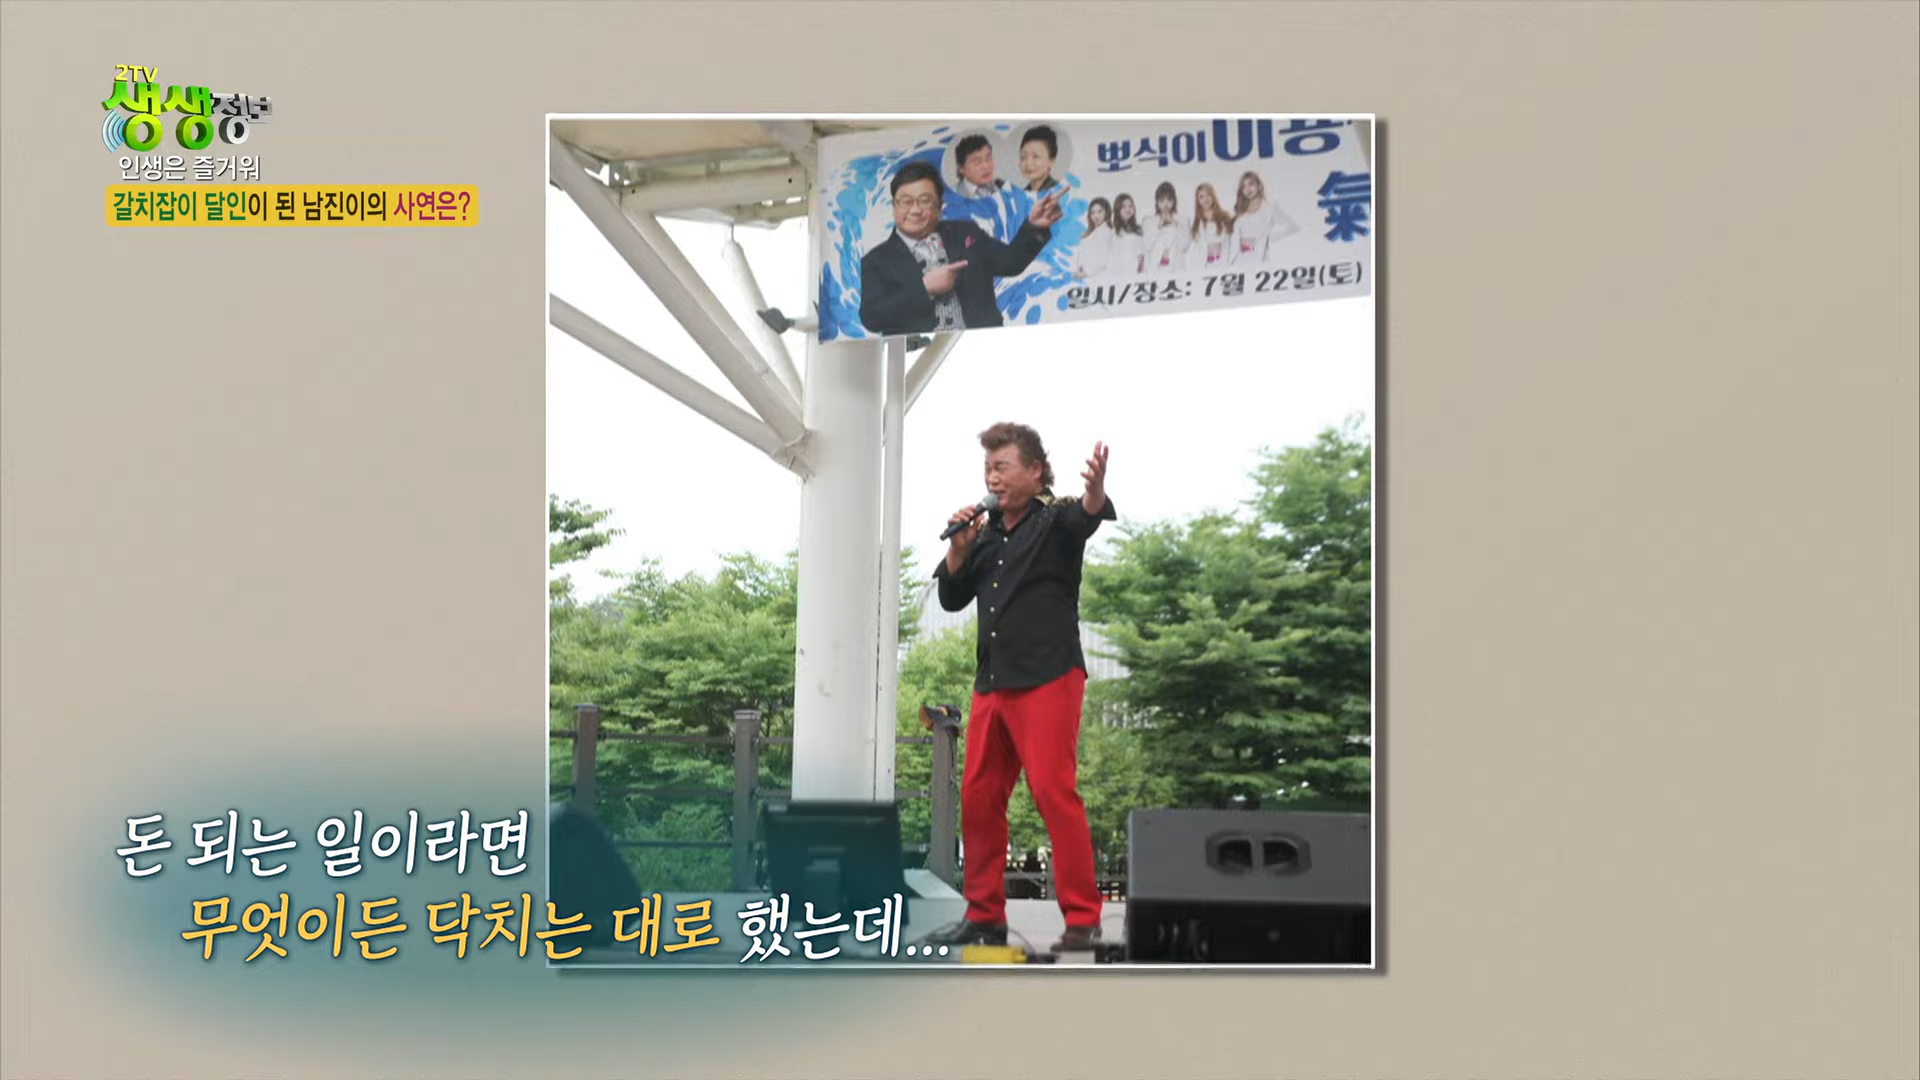 2TV
생생정보
인생은 즐거워
갈치잡이 달인이 된 남진이의 사연은?
뽀식이 이용
氣
일시/장소: 7월 22일(토)
돈 되는 일이라면
무엇이든 닥치는 대로 했는데...